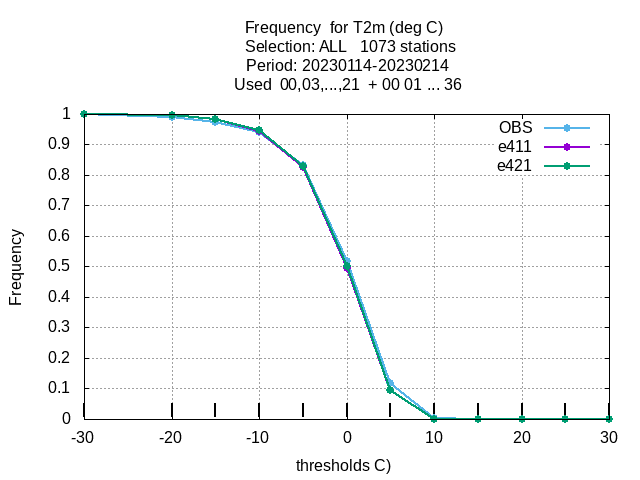 Frequency for T2m (deg C)
Selection: ALL 1073 stations
Period: 20230114-20230214
Used 00,03,...,21 + 00 01 ... 36
OBS
e411
e421
1
0.9
0.8
0.7
0.6
0.5
0.4
0.3
0.2
0.1
0
Frequency
-30 -20 -10 0 10 20 30
thresholds C)